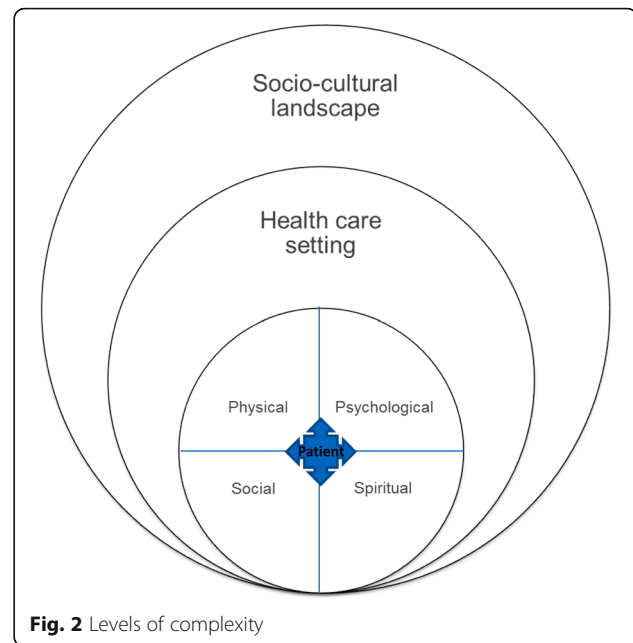 Socio-cultural
landscape
Health care
setting
Physical
Psychological
Patient
Social
Spiritual
Fig. 2 Levels of complexity